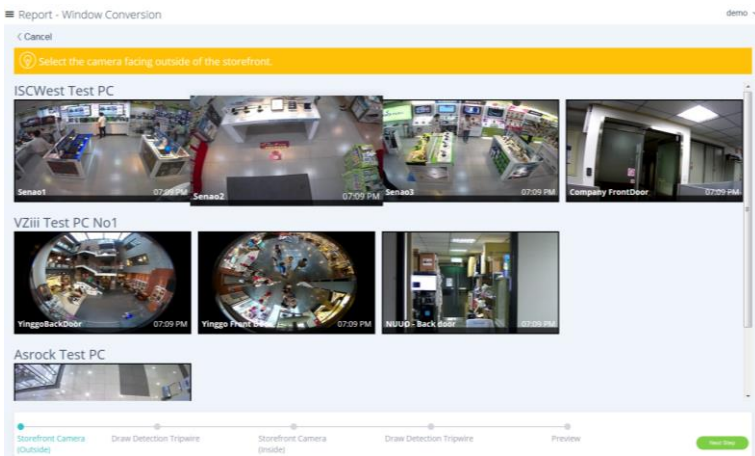 Report - Window Conversion
demo
< Cancel
Select the camera facing outside of the storefront.
ISCWest Test PC
Senao1 07:09 PM
Senao2 07:09 PM
Senao3 07:09 PM
Company FrontDoor 07:09 PM
VZiii Test PC No1
YinggoBackDoor 07:09 PM
Yinggo Front Door 07:09 PM
NUUO - Back door 07:09 PM
Asrock Test PC
Storefront Camera
(Outside)
Draw Detection Tripwire
Storefront Camera
(Inside)
Draw Detection Tripwire
Preview
Next Step